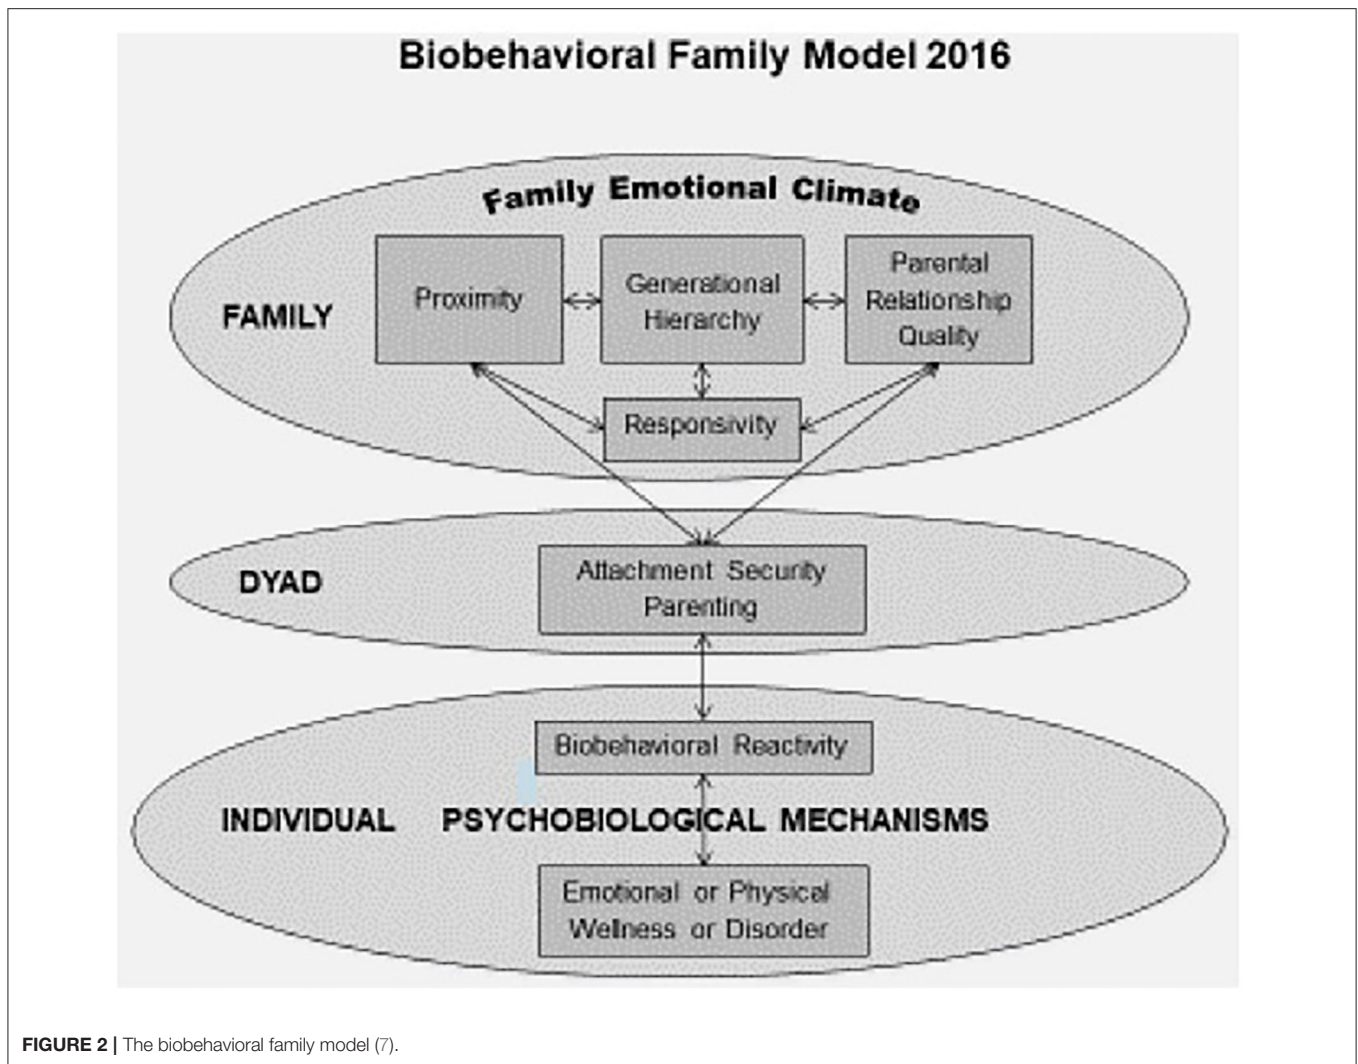 Biobehavioral Family Model 2016
Family Emotional Climate
FAMILY
Proximity
Generational
Hierarchy
Parental
Relationship
Quality
Responsivity
DYAD
Attachment Security
Parenting
Biobehavioral Reactivity
INDIVIDUAL PSYCHOBIOLOGICAL MECHANISMS
Emotional or Physical
Wellness or Disorder
FIGURE 2 | The biobehavioral family model (7).